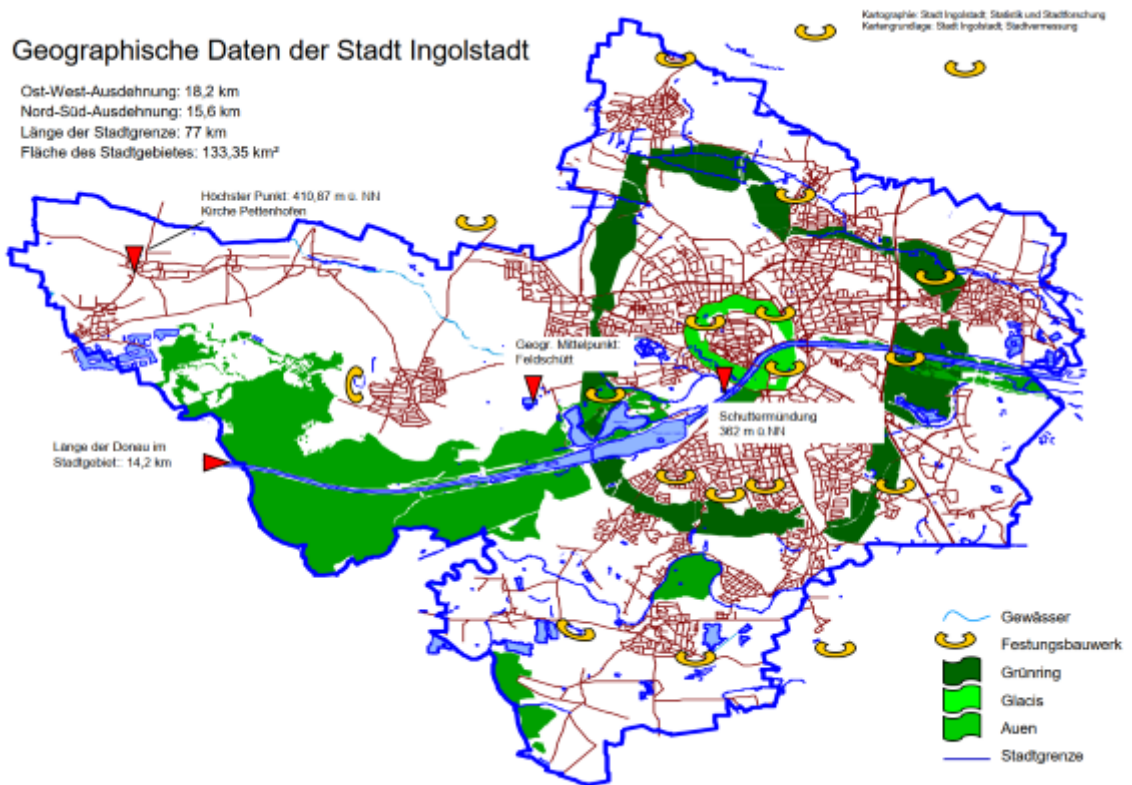 Kartographie: Stadt Ingolstadt, Statistik und Stadtforschung
Kartengrundlage: Stadt Ingolstadt, Stadtvermessung
Geographische Daten der Stadt Ingolstadt
Ost-West-Ausdehnung: 18,2 km
Nord-Süd-Ausdehnung: 15,6 km
Länge der Stadtgrenze: 77 km
Fläche des Stadtgebietes: 133,35 km²
Höchster Punkt: 410,87 m ü. NN
Kirche Pettenhofen
Geogr. Mittelpunkt:
Feldschütt
Schuttermündung
362 m ü.NN
Länge der Donau im
Stadtgebiet:: 14,2 km
Gewässer
Festungsbauwerk
Grünring
Glacis
Auen
Stadtgrenze